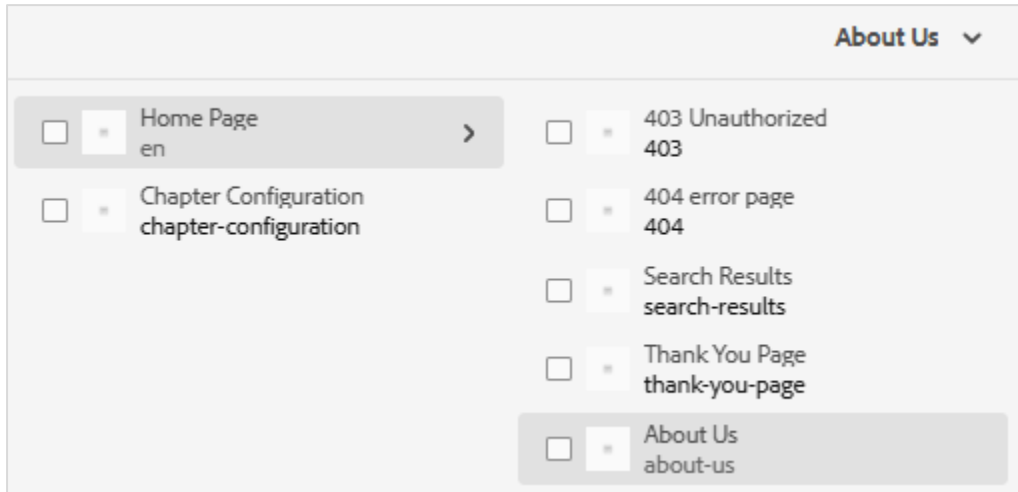 About Us
Home Page
en
Chapter Configuration
chapter-configuration
403 Unauthorized
403
404 error page
404
Search Results
search-results
Thank You Page
thank-you-page
About Us
about-us